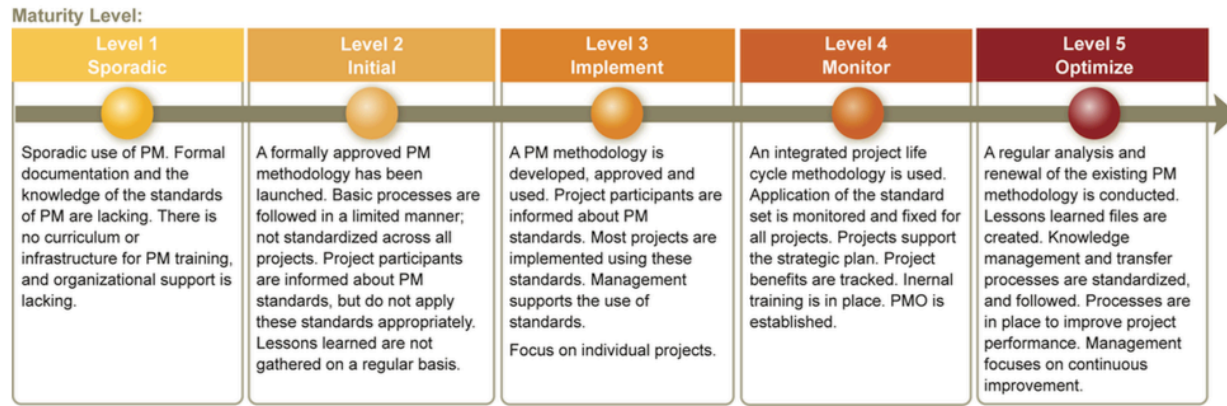 Maturity Level:
Level 1
Sporadic
Sporadic use of PM. Formal
documentation and the
knowledge of the standards
of PM are lacking. There is
no curriculum or
infrastructure for PM training,
and organizational support is
lacking.
Level 2
Initial
A formally approved PM
methodology has been
launched. Basic processes are
followed in a limited manner;
not standardized across all
projects. Project participants
are informed about PM
standards, but do not apply
these standards appropriately.
Lessons learned are not
gathered on a regular basis.
Level 3
Implement
A PM methodology is
developed, approved and
used. Project participants are
informed about PM
standards. Most projects are
implemented using these
standards. Management
supports the use of
standards.
Focus on individual projects.
Level 4
Monitor
An integrated project life
cycle methodology is used.
Application of the standard
set is monitored and fixed for
all projects. Projects support
the strategic plan. Project
benefits are tracked. Inernal
training is in place. PMO is
established.
Level 5
Optimize
A regular analysis and
renewal of the existing PM
methodology is conducted.
Lessons learned files are
created. Knowledge
management and transfer
processes are standardized,
and followed. Processes are
in place to improve project
performance. Management
focuses on continuous
improvement.